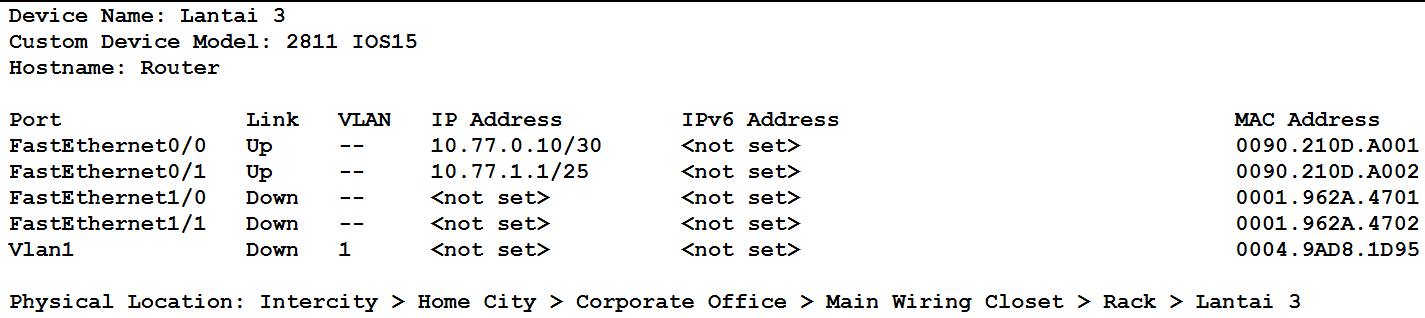 Device Name: Lantai 3
Custom Device Model: 2811 IOS15
Hostname: Router
Port Link VLAN IP Address IPv6 Address MAC Address
FastEthernet0/0 Up -- 10.77.0.10/30 <not set> 0090.210D.A001
FastEthernet0/1 Up -- 10.77.1.1/25 <not set> 0090.210D.A002
FastEthernet1/0 Down -- <not set> <not set> 0001.962A.4701
FastEthernet1/1 Down -- <not set> <not set> 0001.962A.4702
Vlan1 Down 1 <not set> <not set> 0004.9AD8.1D95
Physical Location: Intercity > Home City > Corporate Office > Main Wiring Closet > Rack > Lantai 3